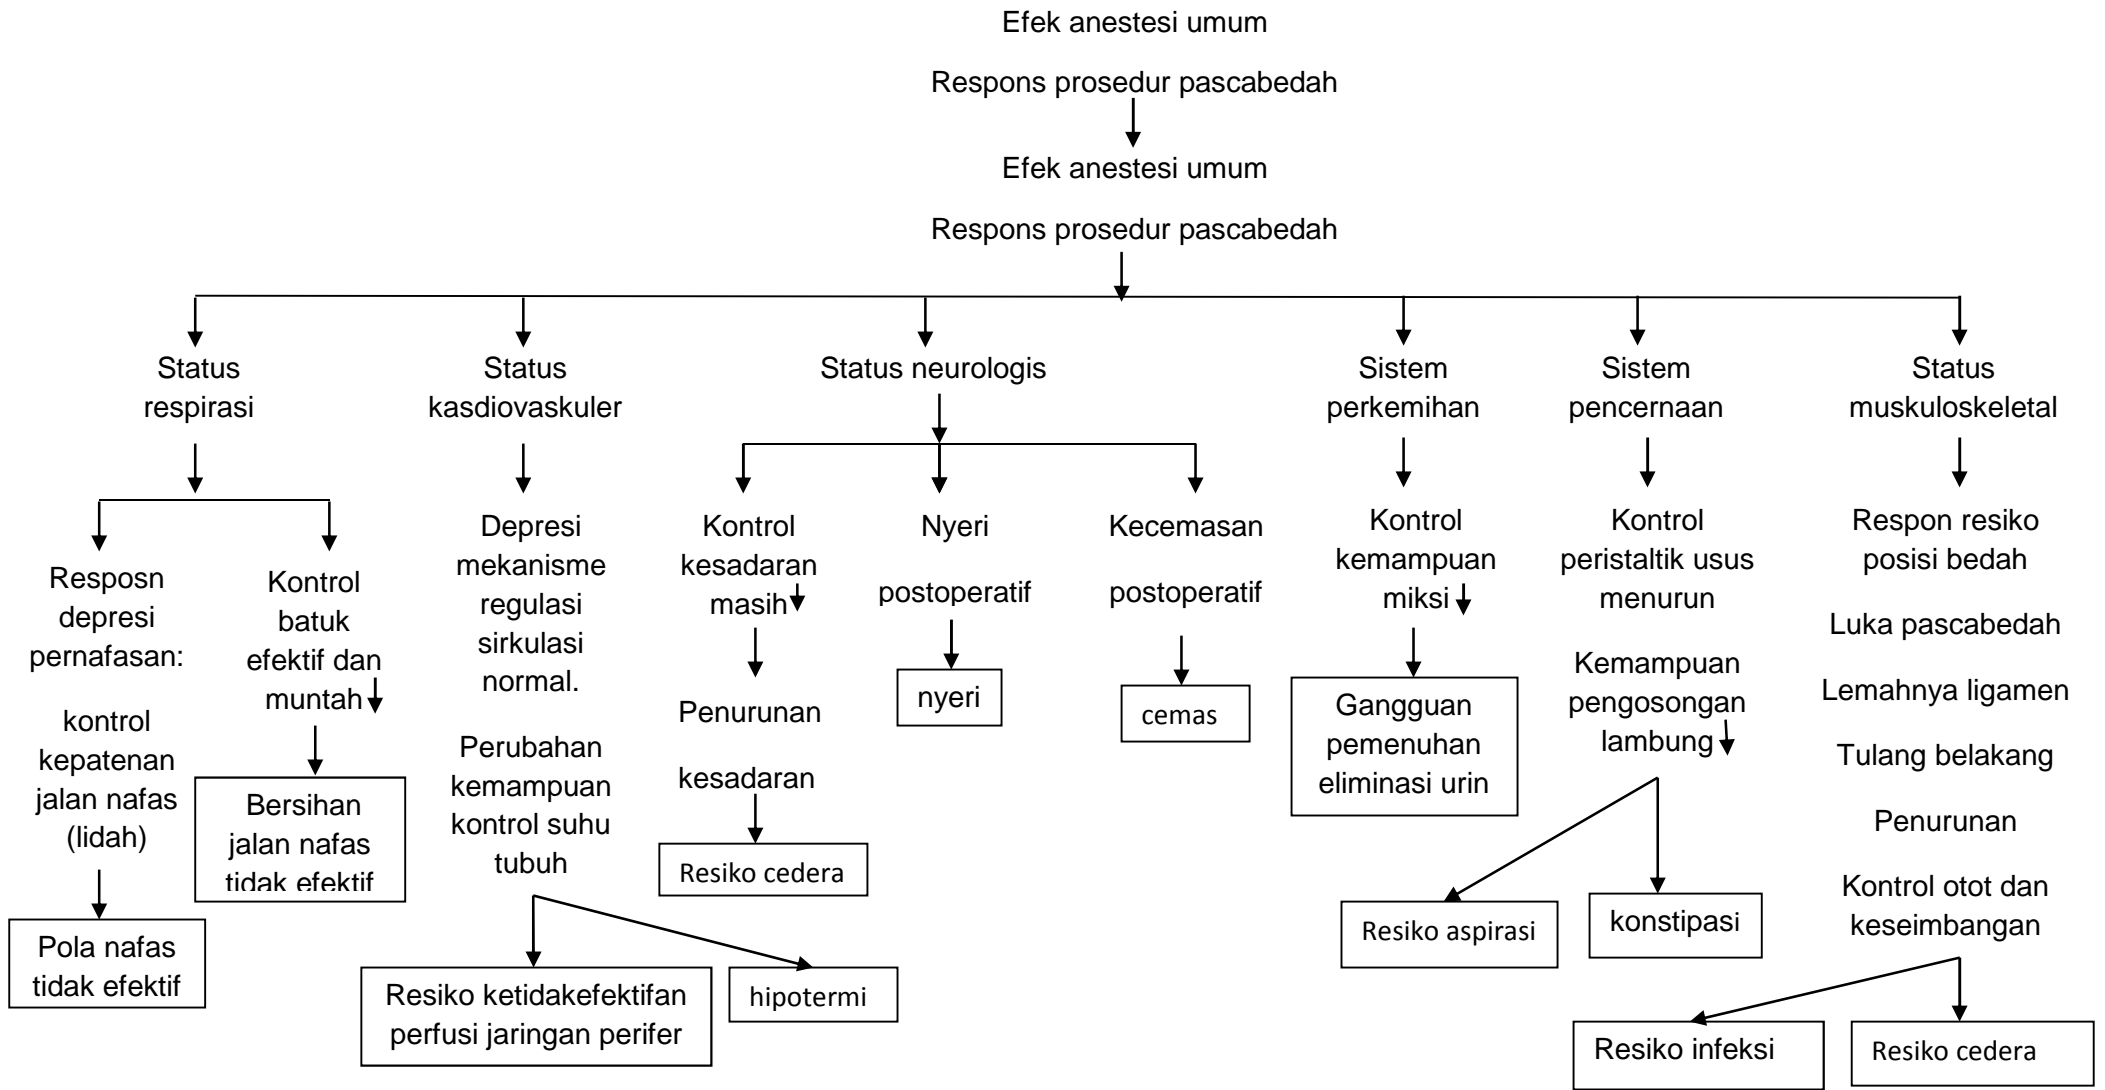 Efek anestesi umum
Respons prosedur pascabedah
Efek anestesi umum
Respons prosedur pascabedah
Status
respirasi
Status
kasdiovaskuler
Status neurologis
Sistem
perkemihan
Sistem
pencernaan
Status
muskuloskeletal
Resposn
depresi
pernafasan:
kontrol
kepatenan
jalan nafas
(lidah)
Pola nafas
tidak efektif
Kontrol
batuk
efektif dan
muntah
Bersihan
jalan nafas
tidak efektif
Depresi
mekanisme
regulasi
sirkulasi
normal.
Perubahan
kemampuan
kontrol suhu
tubuh
Resiko ketidakefektifan
perfusi jaringan perifer
hipotermi
Kontrol
kesadaran
masih
Penurunan
kesadaran
Resiko cedera
Nyeri
postoperatif
nyeri
Kecemasan
postoperatif
cemas
Kontrol
kemampuan
miksi
Gangguan
pemenuhan
eliminasi urin
Kontrol
peristaltik usus
menurun
Kemampuan
pengosongan
lambung
Resiko aspirasi
konstipasi
Respon resiko
posisi bedah
Luka pascabedah
Lemahnya ligamen
Tulang belakang
Penurunan
Kontrol otot dan
keseimbangan
Resiko infeksi
Resiko cedera